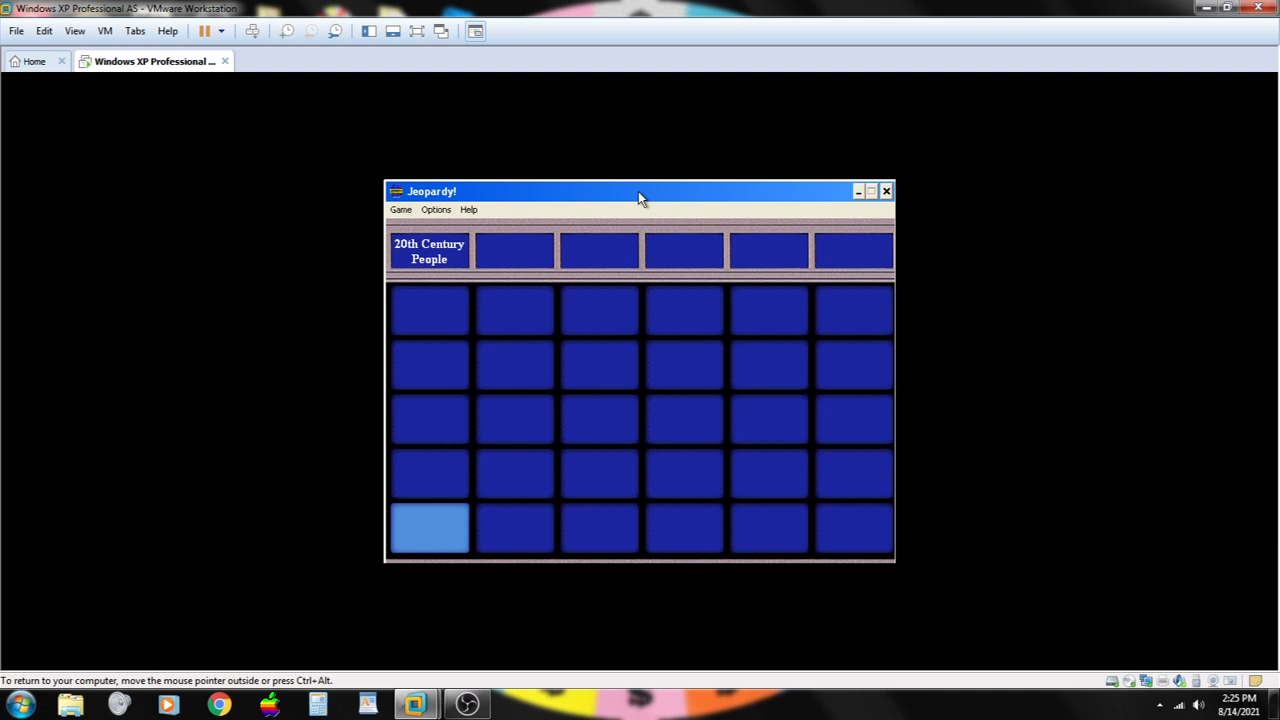 Windows XP Professional AS - VMware Workstation
File Edit View VM Tabs Help
Home Windows XP Professional ...
Jeopardy!
Game Options Help
20th Century
People
To return to your computer, move the mouse pointer outside or press Ctrl+Alt.
2:25 PM
8/14/2021